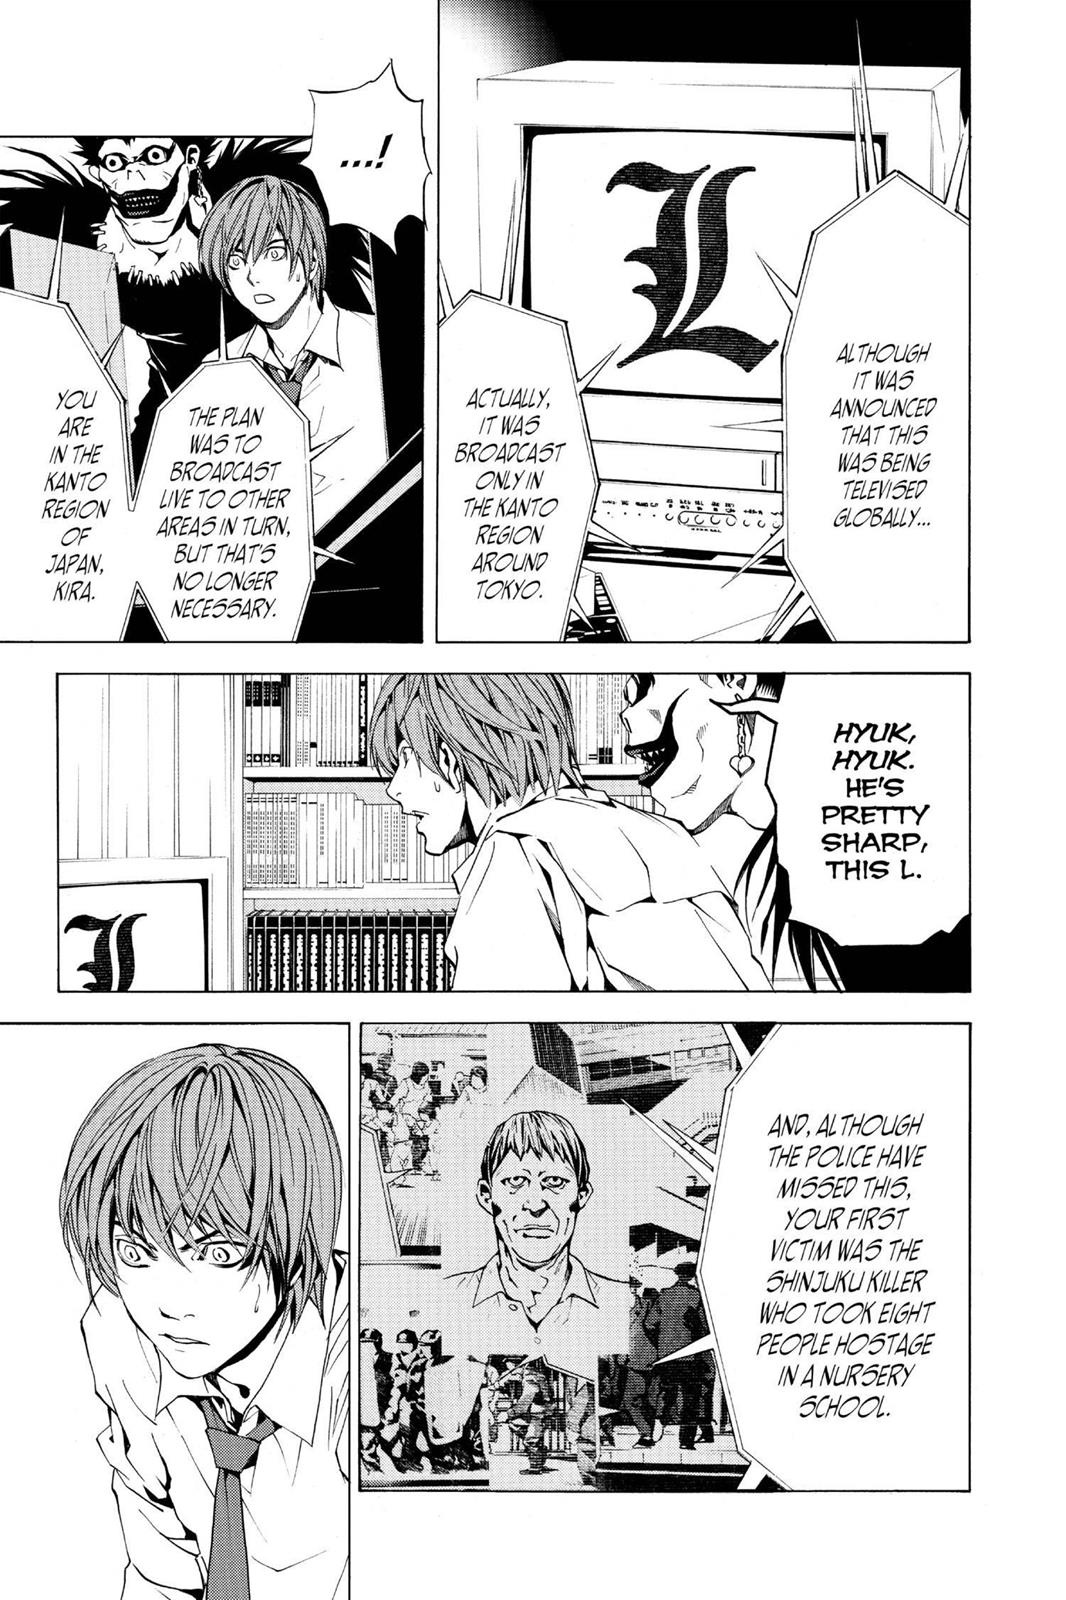 L
ALTHOUGH
IT WAS
ANNOUNCED
THAT THIS
WAS BEING
TELEVISED
GLOBALLY...
ACTUALLY,
IT WAS
BROADCAST
ONLY IN
THE KANTO
REGION
AROUND
TOKYO.
...!
THE PLAN
WAS TO
BROADCAST
LIVE TO OTHER
AREAS IN TURN,
BUT THAT'S
NO LONGER
NECESSARY.
YOU
ARE
IN THE
KANTO
REGION
OF
JAPAN,
KIRA.
HYUK,
HYUK.
HE'S
PRETTY
SHARP,
THIS L.
L
AND, ALTHOUGH
THE POLICE HAVE
MISSED THIS,
YOUR FIRST
VICTIM WAS THE
SHINJUKU KILLER
WHO TOOK EIGHT
PEOPLE HOSTAGE
IN A NURSERY
SCHOOL.